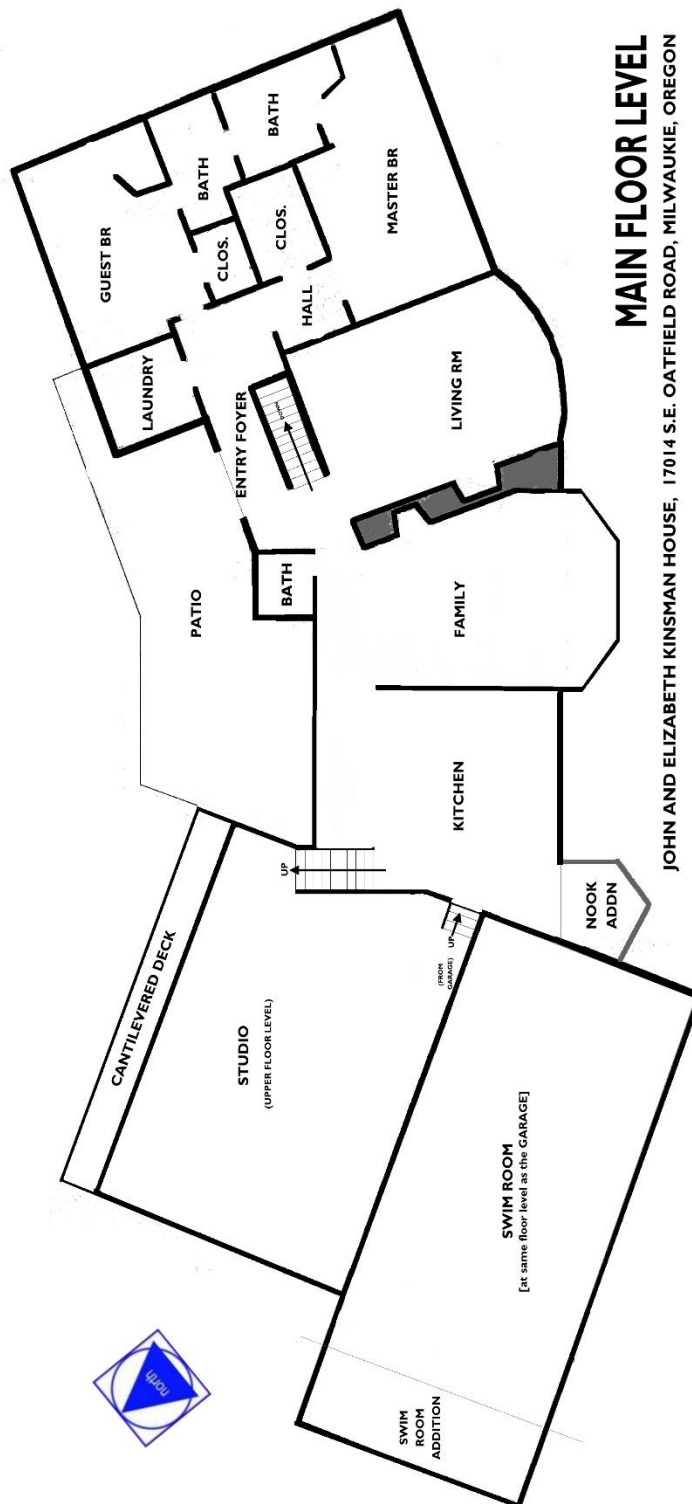 GUEST BR
CANTILEVERED DECK
LAUNDRY
north
PATIO
BATH
CLOS.
STUDIO
(UPPER FLOOR LEVEL)
ENTRY FOYER
BATH
CLOS.
UP
BATH
HALL
MASTER BR
SWIM
ROOM
ADDITION
(FROM
GARAGE)
UP
KITCHEN
FAMILY
LIVING RM
SWIM ROOM
[at same floor level as the GARAGE]
NOOK
ADDN
MAIN FLOOR LEVEL
JOHN AND ELIZABETH KINSMAN HOUSE, 17014 S.E. OATFIELD ROAD, MILWAUKIE, OREGON